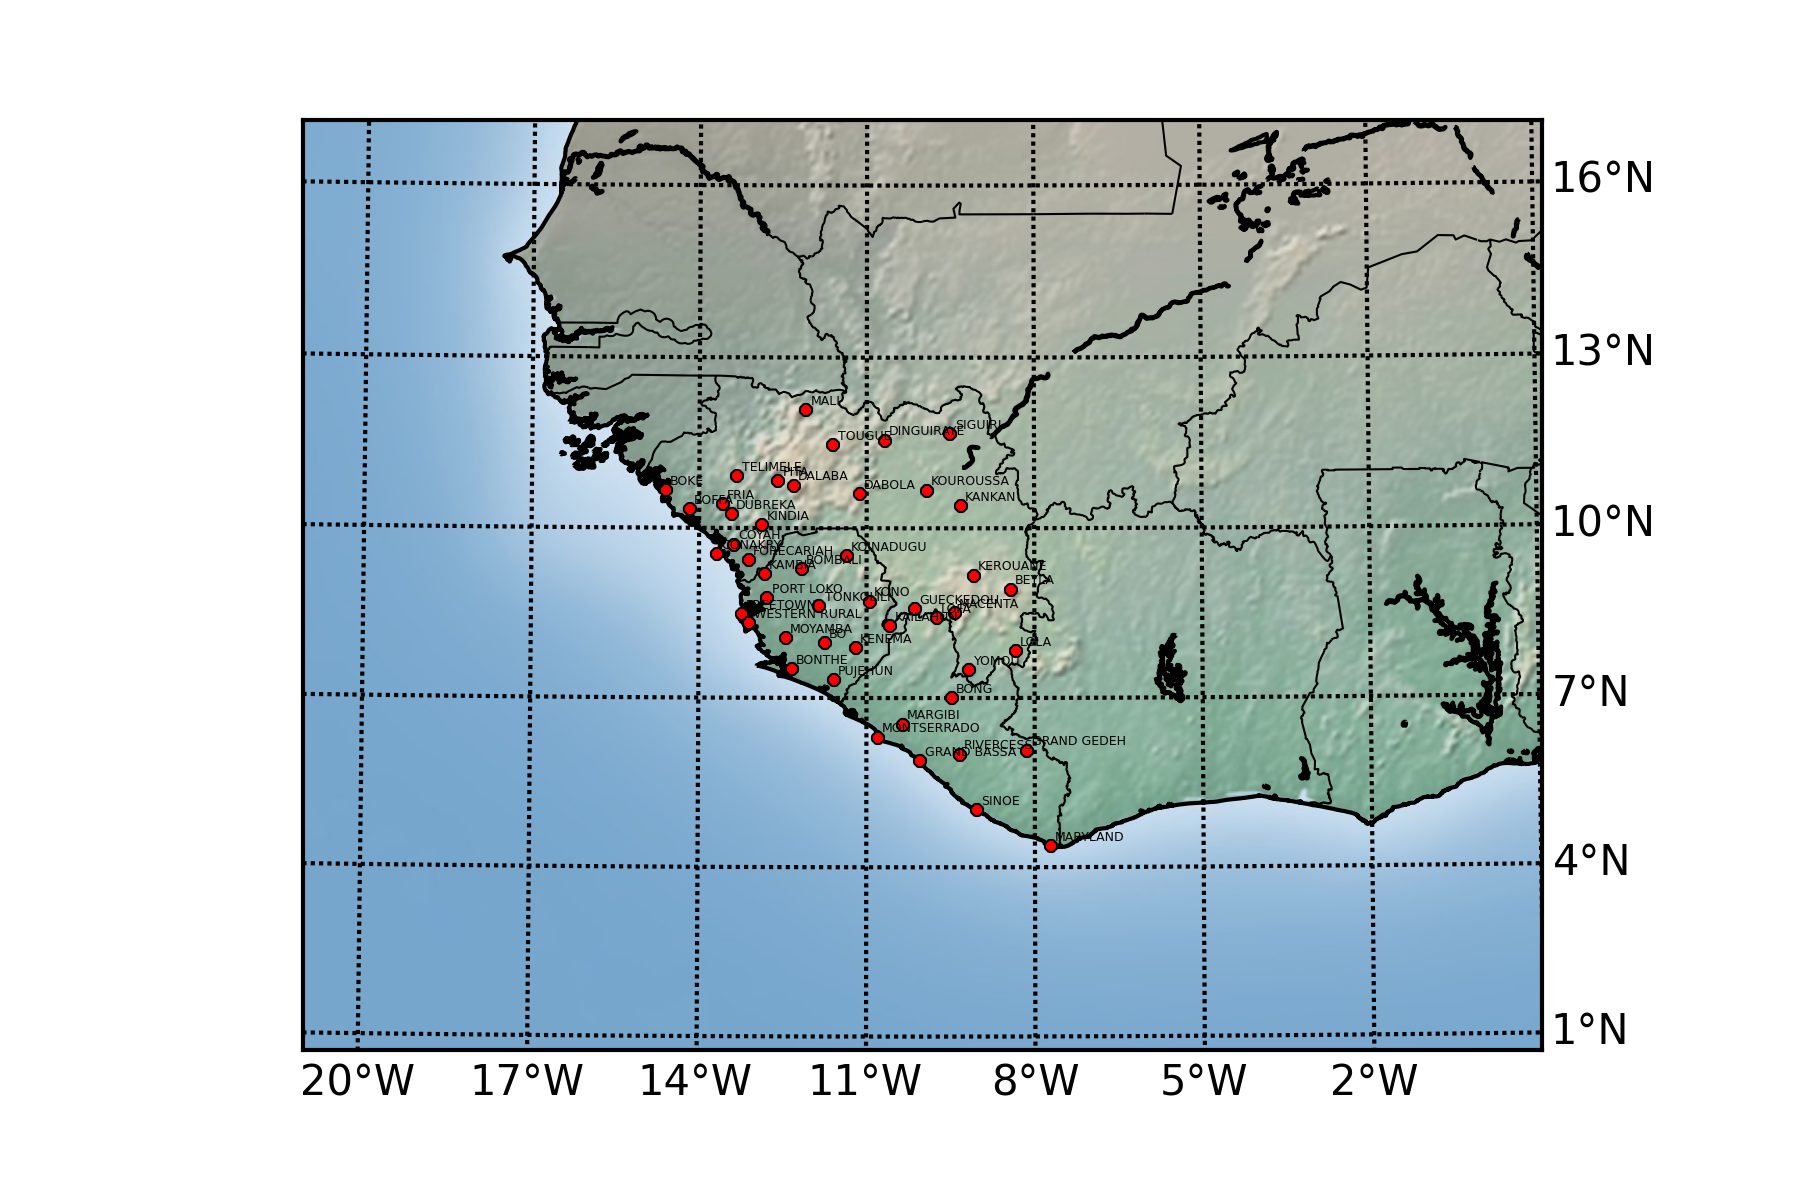 16°N
13°N
10°N
7°N
4°N
1°N
MALI
SIGUIRI
DINGUIRAYE
TOUGUE
TELIMELE
PITA
DALABA
BOKE
DABOLA
KOUROUSSA
FRIA
BOFFA
KANKAN
DUBREKA
KINDIA
COYAH
CONAKRY
FORECARIAH
KOINADUGU
BOMBALI
KAMBIA
KEROUANE
BEYLA
PORT LOKO
KONO
TONKOLILI
GUECKEDOU
MACENTA
LOFA
FREETOWN
WESTERN RURAL
KAILAHUN
MOYAMBA
BO
KENEMA
LOLA
BONTHE
YOMOU
PUJEHUN
BONG
MARGIBI
MONTSERRADO
GRAND GEDEH
RIVERCESS
GRAND BASSA
SINOE
MARYLAND
20°W 17°W 14°W 11°W 8°W 5°W 2°W